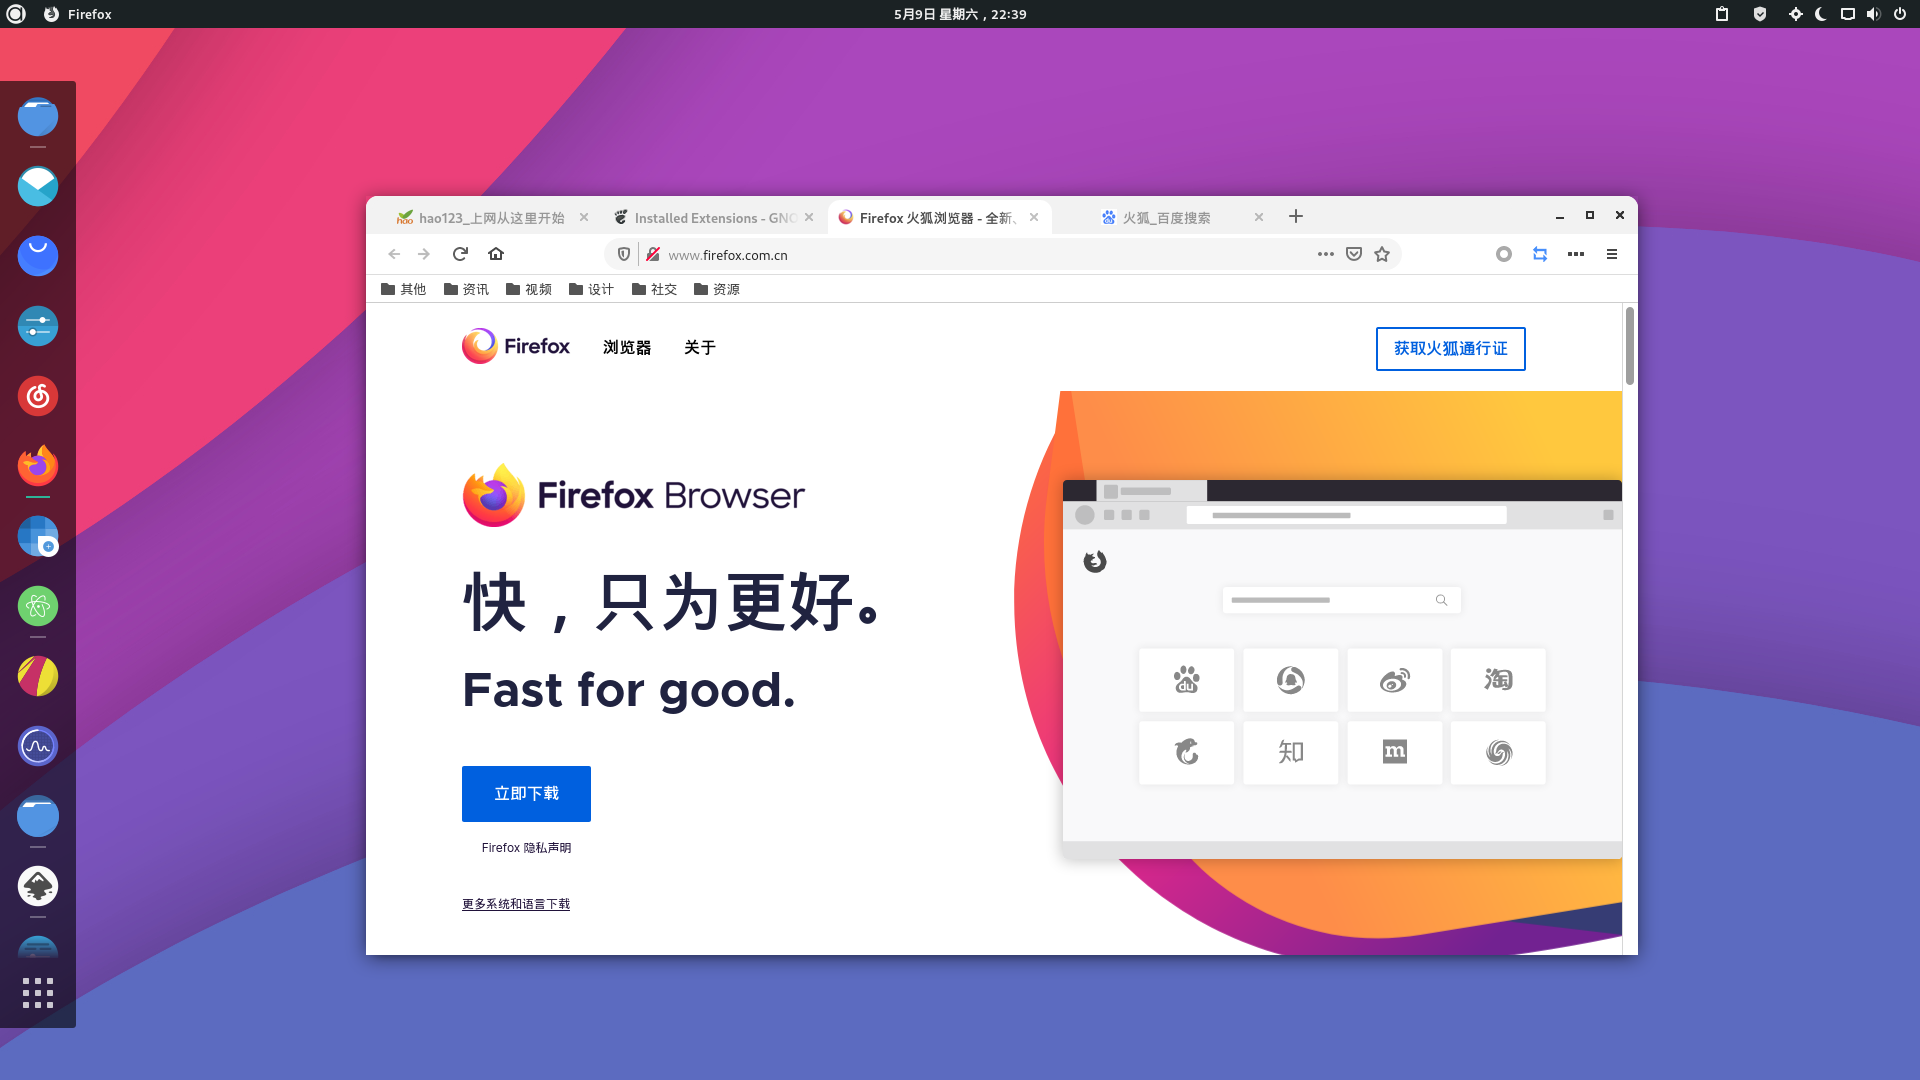 Firefox
5月9日 星期六，22:39
hao123_上网从这里开始
Installed Extensions - GNO
Firefox 火狐浏览器 - 全新、
火狐_百度搜索
www.firefox.com.cn
其他
资讯
视频
设计
社交
资源
Firefox
浏览器
关于
获取火狐通行证
Firefox Browser
快，只为更好。
Fast for good.
立即下载
Firefox 隐私声明
更多系统和语言下载
du
淘
知
m